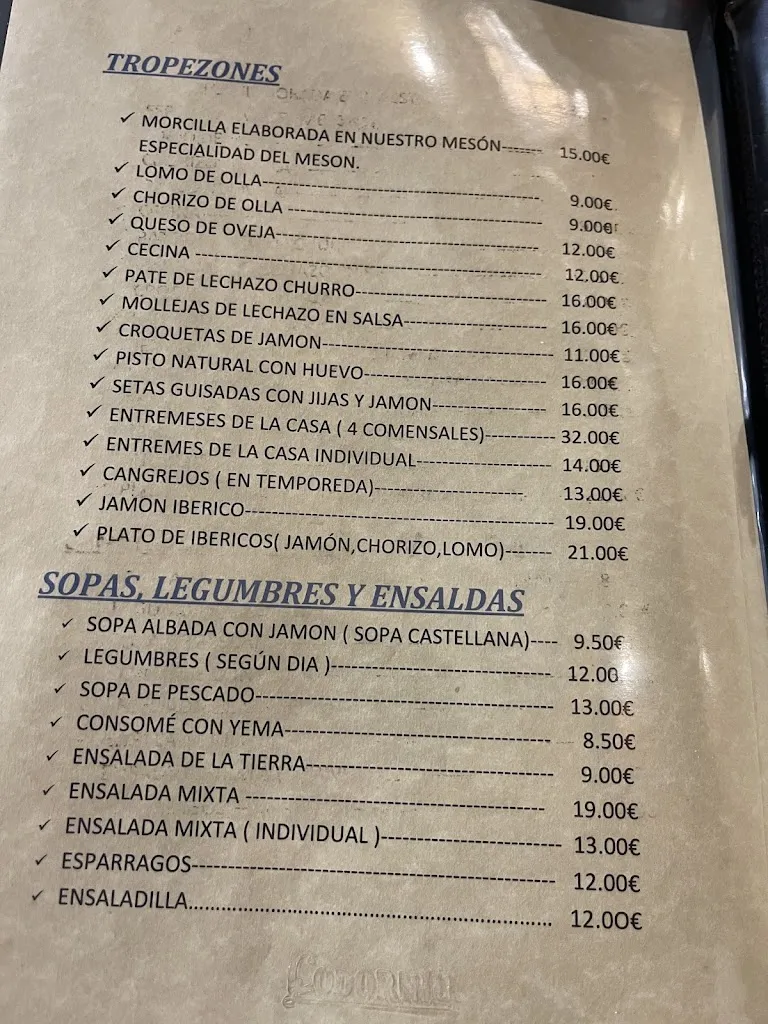 TROPEZONES
✓ MORCILLA ELABORADA EN NUESTRO MESÓN------- 15.00€
ESPECIALIDAD DEL MESON.
✓ LOMO DE OLLA---------------------------------------------- 9.00€
✓ CHORIZO DE OLLA ------------------------------------------ 9.00€
✓ QUESO DE OVEJA-------------------------------------------- 12.00€
✓ CECINA --------------------------------------------------------- 12.00€
✓ PATE DE LECHAZO CHURRO-------------------------------- 16.00€
✓ MOLLEJAS DE LECHAZO EN SALSA------------------------- 16.00€
✓ CROQUETAS DE JAMON-------------------------------------- 11.00€
✓ PISTO NATURAL CON HUEVO------------------------------- 16.00€
✓ SETAS GUISADAS CON JIJAS Y JAMON------------------- 16.00€
✓ ENTREMESES DE LA CASA ( 4 COMENSALES)----------- 32.00€
✓ ENTREMES DE LA CASA INDIVIDUAL---------------------- 14.00€
✓ CANGREJOS ( EN TEMPOREDA)------------------------ 13.00€
✓ JAMON IBERICO------------------------------------------------- 19.00€
✓ PLATO DE IBERICOS( JAMÓN,CHORIZO,LOMO)------- 21.00€
SOPAS, LEGUMBRES Y ENSALDAS
✓ SOPA ALBADA CON JAMON ( SOPA CASTELLANA)---- 9.50€
✓ LEGUMBRES ( SEGÚN DIA )----------------------------------- 12.00
✓ SOPA DE PESCADO---------------------------------------------- 13.00€
✓ CONSOMÉ CON YEMA----------------------------------------- 8.50€
✓ ENSALADA DE LA TIERRA-------------------------------------- 9.00€
✓ ENSALADA MIXTA ---------------------------------------------- 19.00€
✓ ENSALADA MIXTA ( INDIVIDUAL )--------------------------- 13.00€
✓ ESPARRAGOS------------------------------------------------------- 12.00€
✓ ENSALADILLA................................................................ 12.00€